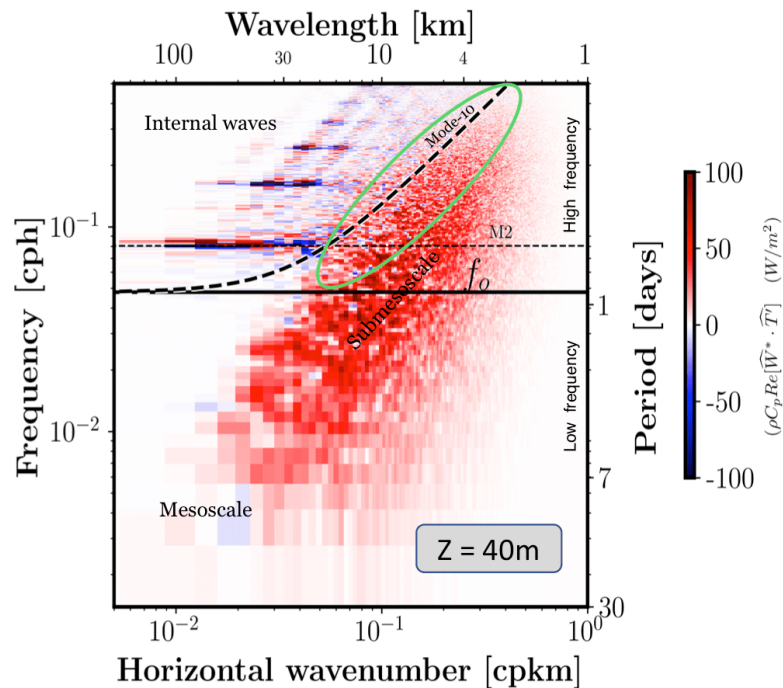 Wavelength [km]
100 30 10 4 1
Internal waves
Mode-10
High frequency
M2
f₀
Submesoscale
Low frequency
Mesoscale
Z = 40m
10⁻¹
10⁻²
Frequency [cph]
1
7
30
Period [days]
10⁻² 10⁻¹ 10⁰
Horizontal wavenumber [cpkm]
100
50
0
-50
-100
(ρCₚRe[Ŵ* · T̂′] (W/m²)